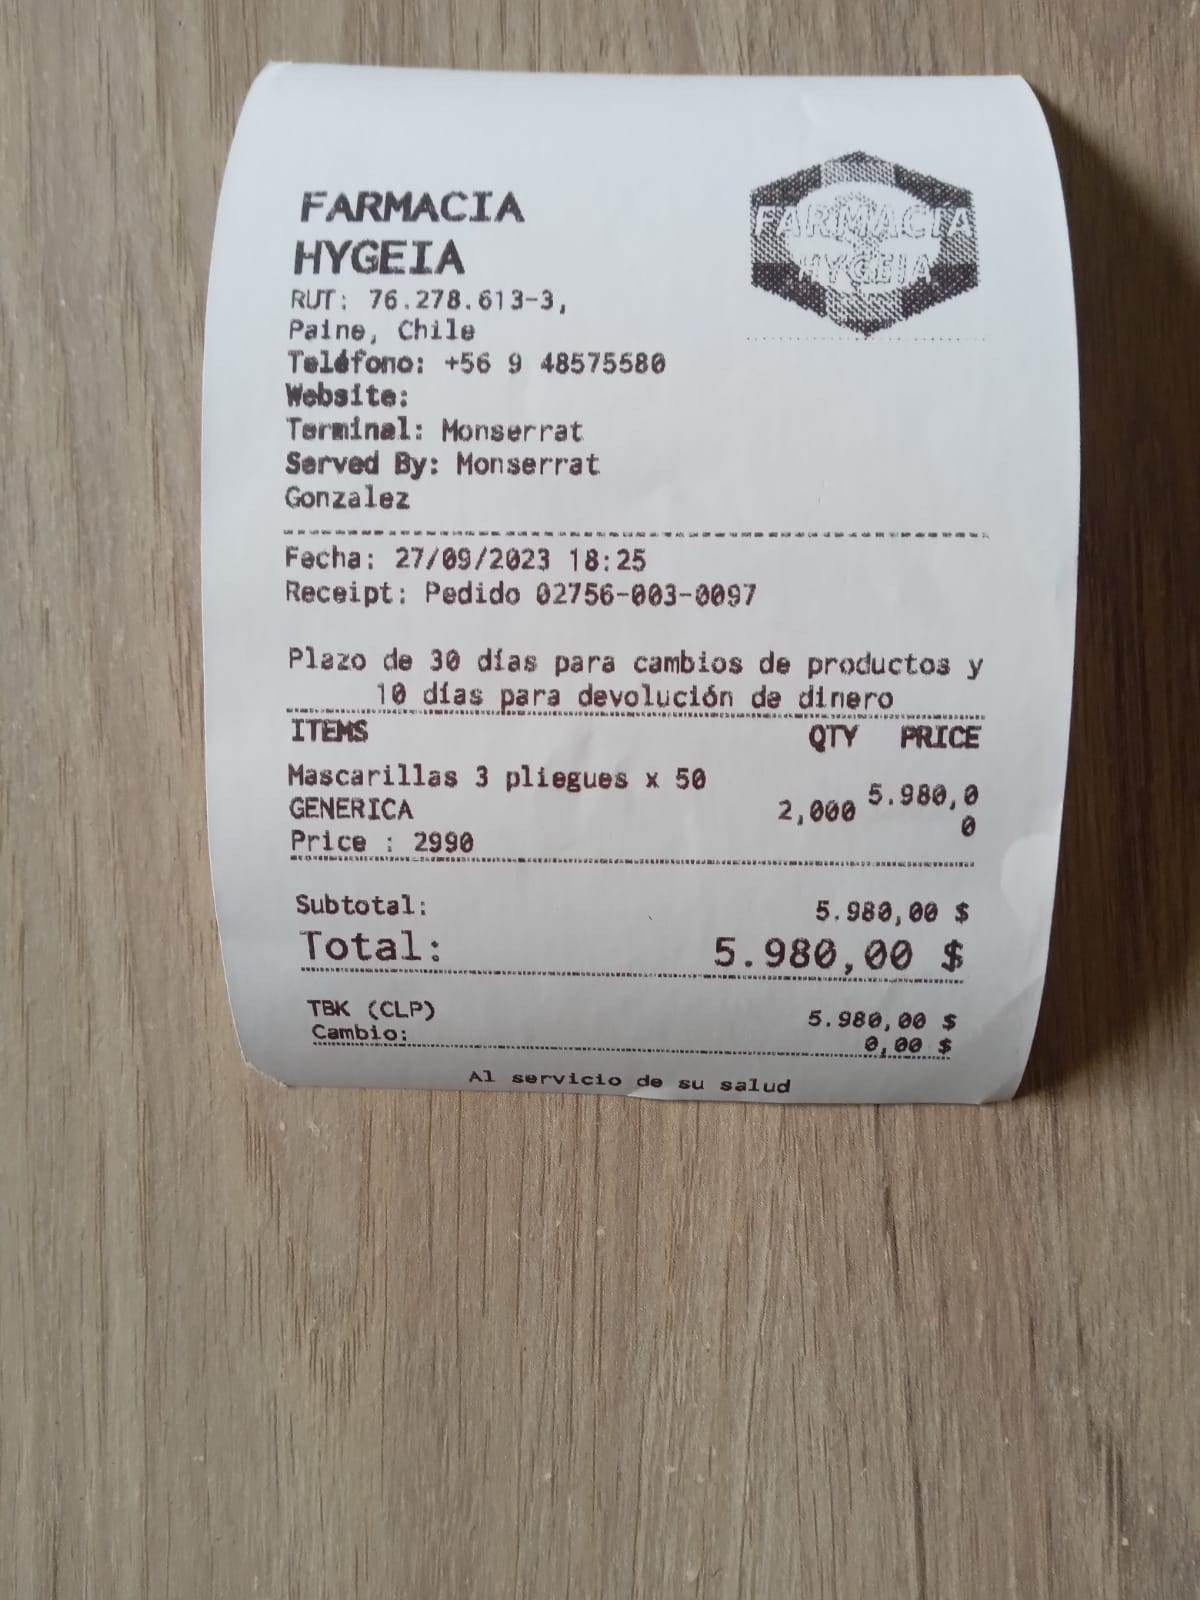 FARMACIA
HYGEIA
FARMACIA
HYGEIA
RUT: 76.278.613-3,
Paine, Chile
Teléfono: +56 9 48575580
Website:
Terminal: Monserrat
Served By: Monserrat
Gonzalez
Fecha: 27/09/2023 18:25
Receipt: Pedido 02756-003-0097
Plazo de 30 días para cambios de productos y
10 días para devolución de dinero
ITEMS QTY PRICE
Mascarillas 3 pliegues x 50
GENERICA 2,000 5.980,0
0
Price : 2990
Subtotal: 5.980,00 $
Total: 5.980,00 $
TBK (CLP) 5.980,00 $
Cambio: 0,00 $
Al servicio de su salud